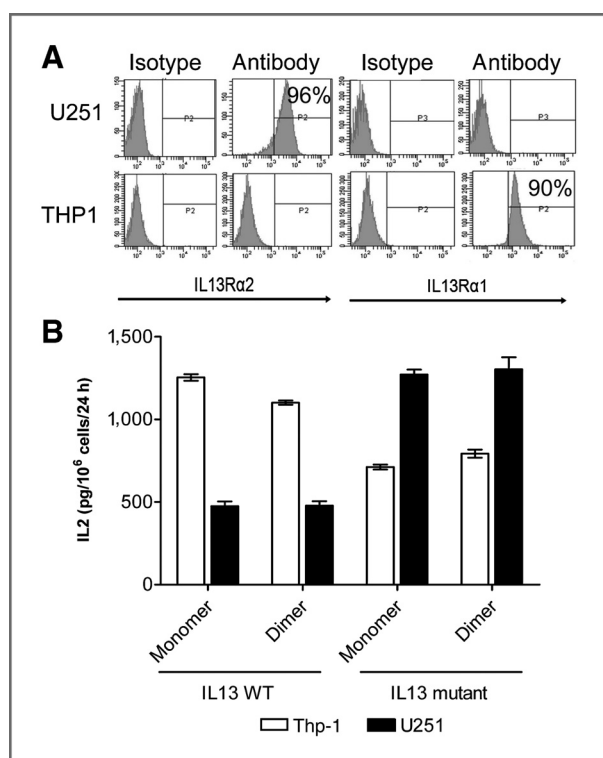 A
Isotype Antibody Isotype Antibody
U251
96%
P2 P2 P3 P3
THP1
90%
P2 P2 P2 P2
IL13Rα2 IL13Rα1
B
IL2 (pg/10⁶ cells/24 h)
1,500
1,000
500
0
Monomer Dimer Monomer Dimer
IL13 WT IL13 mutant
Thp-1 U251